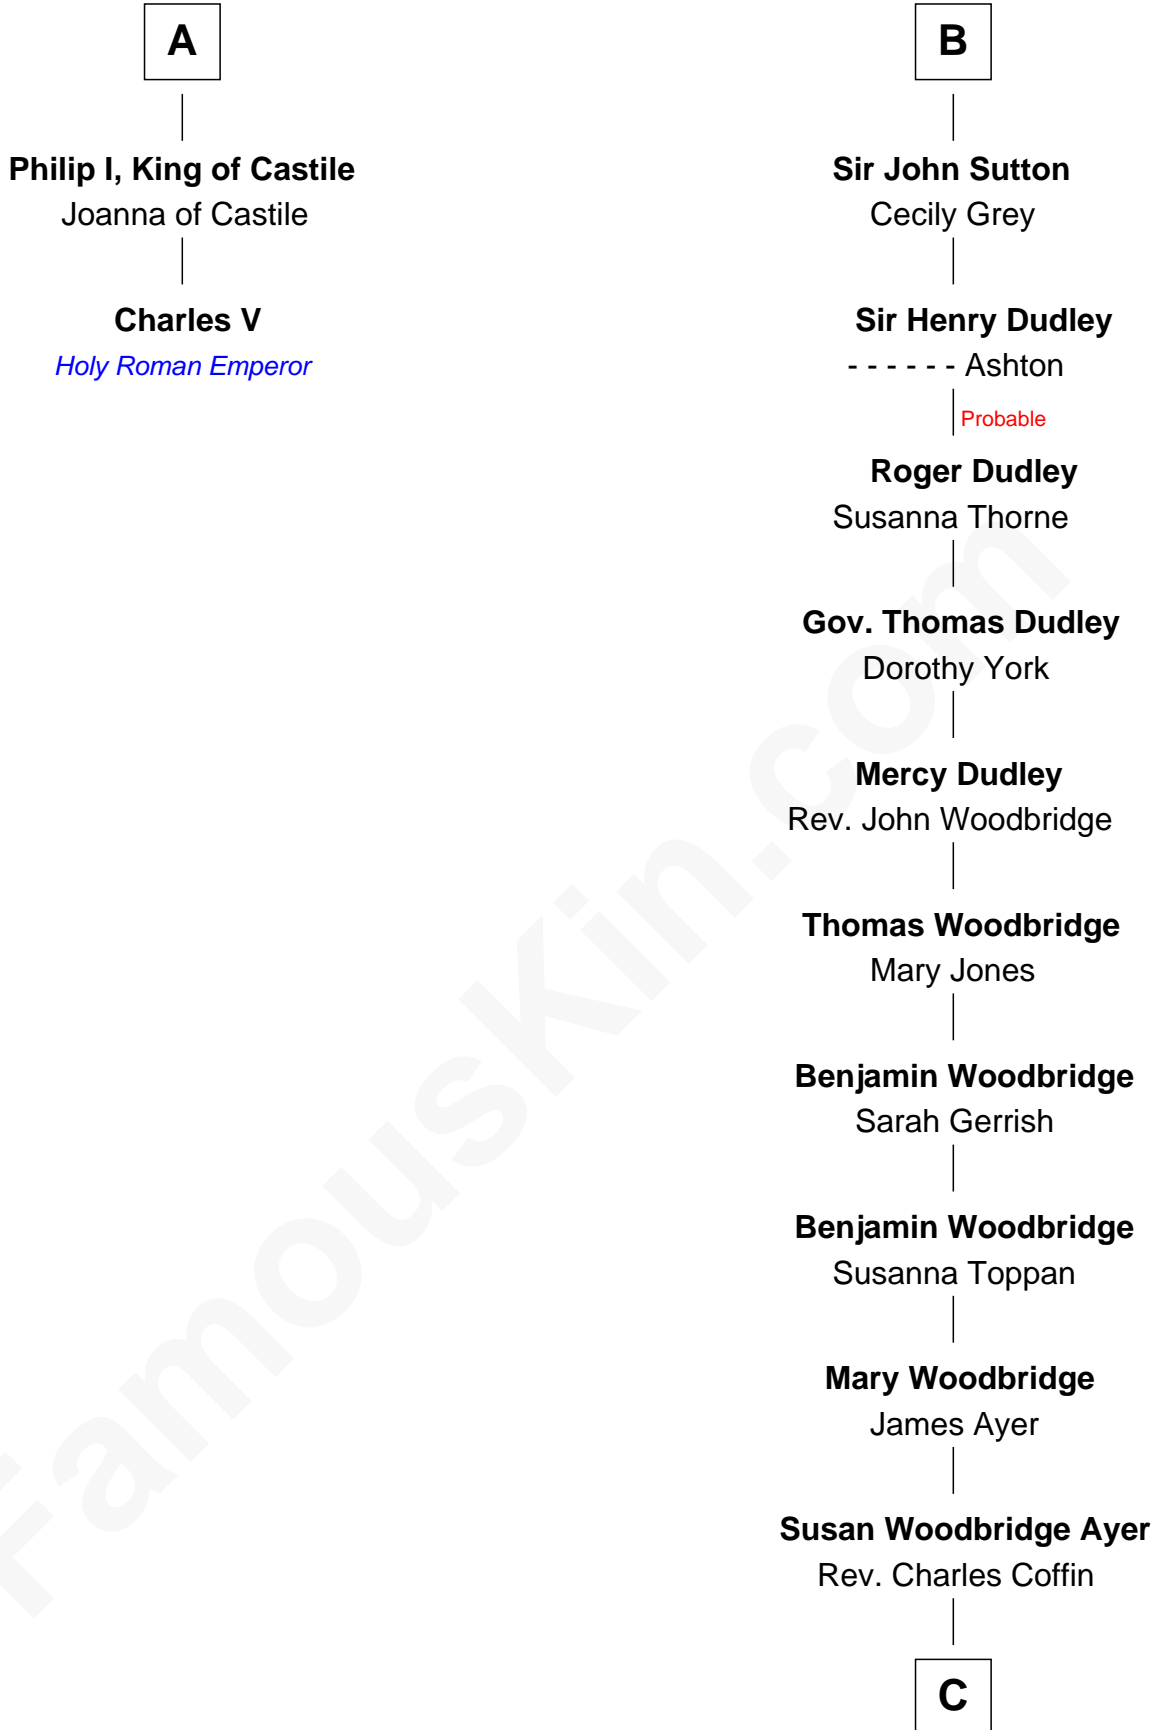 A
Philip I, King of Castile
Joanna of Castile
Charles V
Holy Roman Emperor
B
Sir John Sutton
Cecily Grey
Sir Henry Dudley
- - - - - - Ashton
Probable
Roger Dudley
Susanna Thorne
Gov. Thomas Dudley
Dorothy York
Mercy Dudley
Rev. John Woodbridge
Thomas Woodbridge
Mary Jones
Benjamin Woodbridge
Sarah Gerrish
Benjamin Woodbridge
Susanna Toppan
Mary Woodbridge
James Ayer
Susan Woodbridge Ayer
Rev. Charles Coffin
C
FamousKin.com